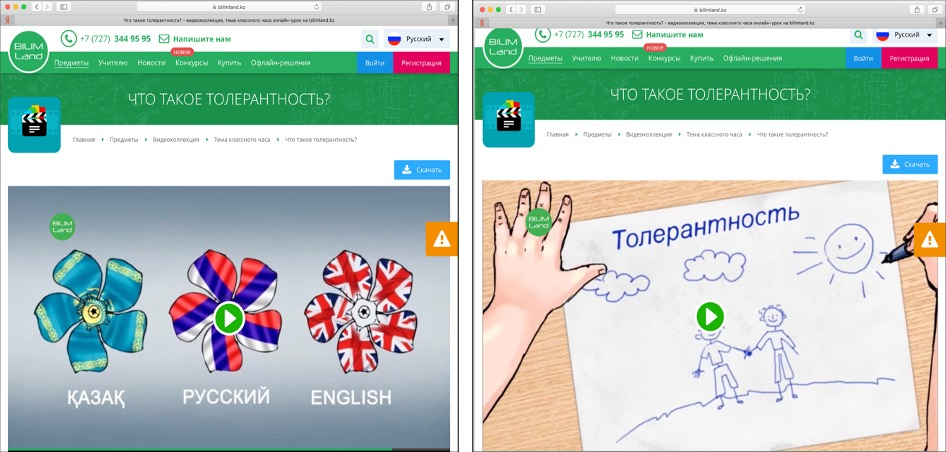 bilimland.kz
Что такое толерантность? – видеоколлекция, тема классного часа онлайн-урок на bilimland.kz
BILIM
Land
+7 (727) 344 95 95
Напишите нам
Русский
НОВОЕ
Предметы
Учителю
Новости
Конкурсы
Купить
Офлайн-решения
Войти
Регистрация
ЧТО ТАКОЕ ТОЛЕРАНТНОСТЬ?
Главная
Предметы
Видеоколлекция
Тема классного часа
Что такое толерантность?
Скачать
BILIM
Land
ҚАЗАҚ
РУССКИЙ
ENGLISH
bilimland.kz
Что такое толерантность? – видеоколлекция, тема классного часа онлайн-урок на bilimland.kz
BILIM
Land
+7 (727) 344 95 95
Напишите нам
Русский
НОВОЕ
Предметы
Учителю
Новости
Конкурсы
Купить
Офлайн-решения
Войти
Регистрация
ЧТО ТАКОЕ ТОЛЕРАНТНОСТЬ?
Главная
Предметы
Видеоколлекция
Тема классного часа
Что такое толерантность?
Скачать
BILIM
Land
Толерантность